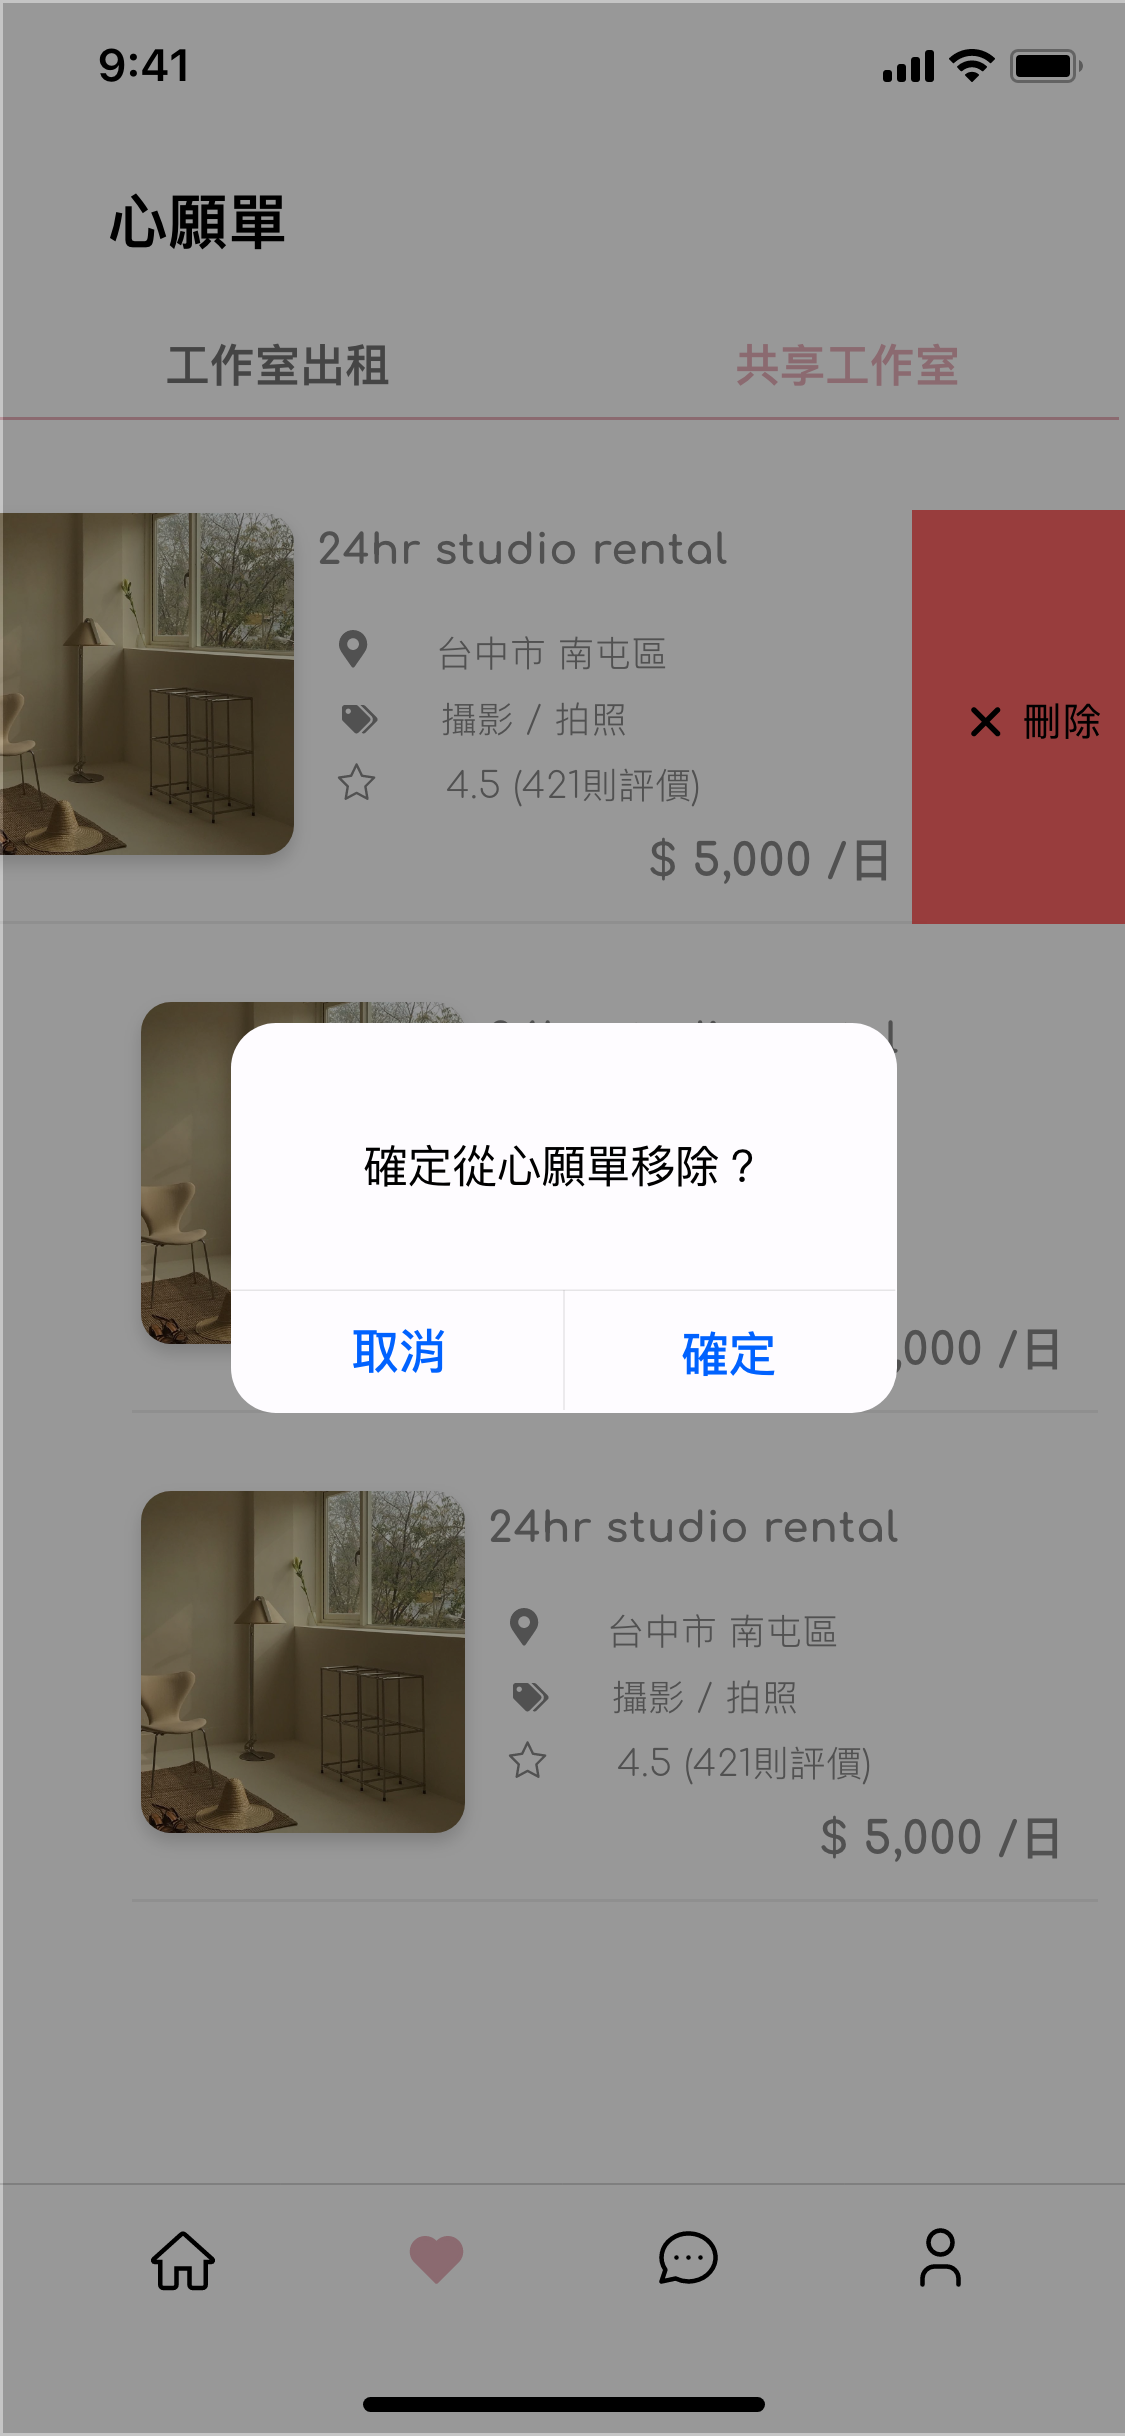 9:41
心願單
工作室出租
共享工作室
24hr studio rental
台中市 南屯區
攝影 / 拍照
4.5 (421則評價)
$ 5,000 /日
刪除
確定從心願單移除？
取消
確定
,000 /日
24hr studio rental
台中市 南屯區
攝影 / 拍照
4.5 (421則評價)
$ 5,000 /日